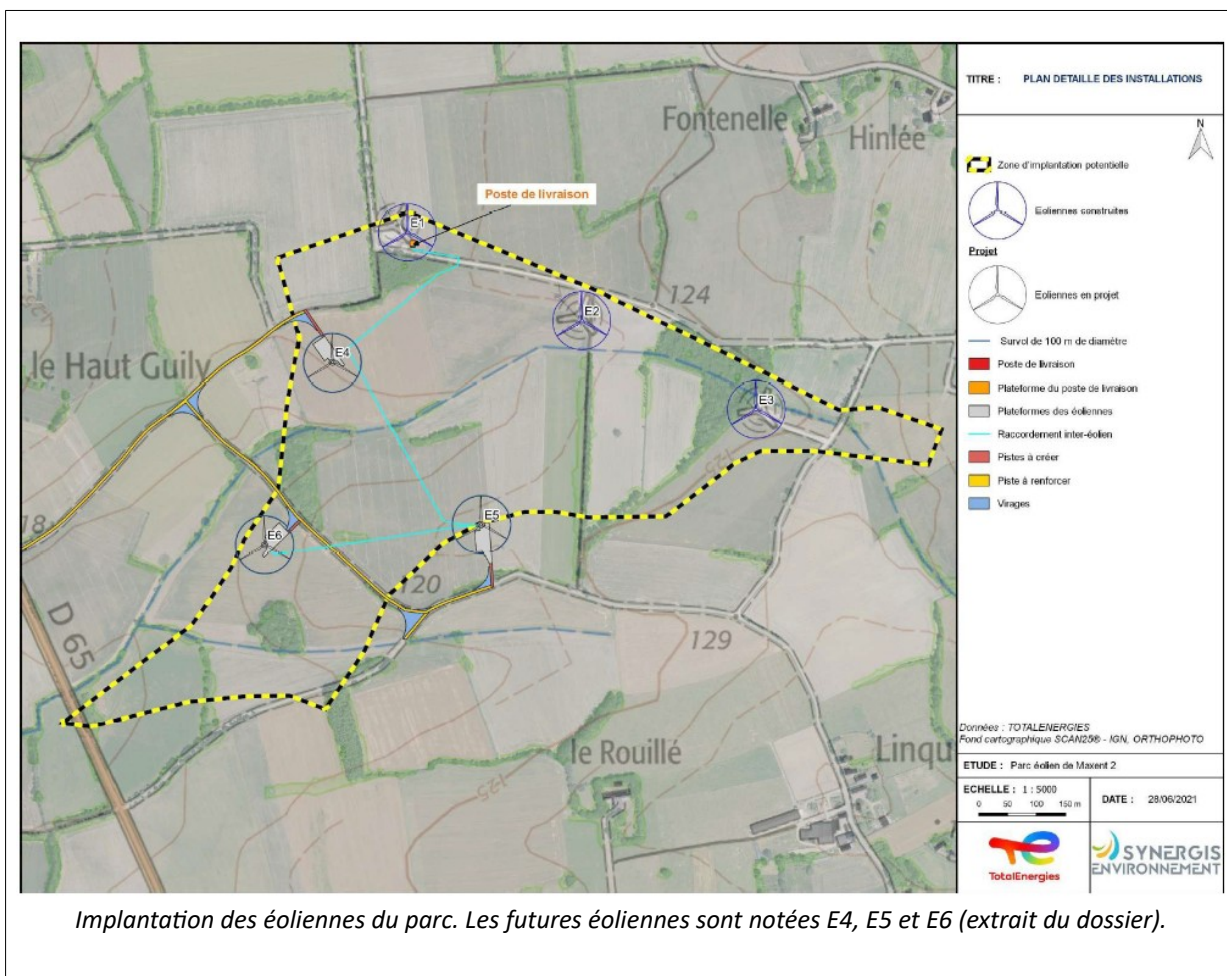 Fontenelle
Hinlée
Poste de livraison
E1
E2
124
le Haut Guily
E4
E3
125
18
E5
E6
120
D 65
129
le Rouillé
Linqu
125
TITRE : PLAN DETAILLE DES INSTALLATIONS
N
Zone d'implantation potentielle
Eoliennes construites
Projet
Eoliennes en projet
Survol de 100 m de diamètre
Poste de livraison
Plateforme du poste de livraison
Plateformes des éoliennes
Raccordement inter-éolien
Pistes à créer
Piste à renforcer
Virages
Données : TOTALENERGIES
Fond cartographique SCAN25® - IGN, ORTHOPHOTO
ETUDE : Parc éolien de Maxent 2
ECHELLE : 1 : 5000
0 50 100 150 m
DATE : 28/06/2021
TotalEnergies
SYNERGIS
ENVIRONNEMENT
Implantation des éoliennes du parc. Les futures éoliennes sont notées E4, E5 et E6 (extrait du dossier).